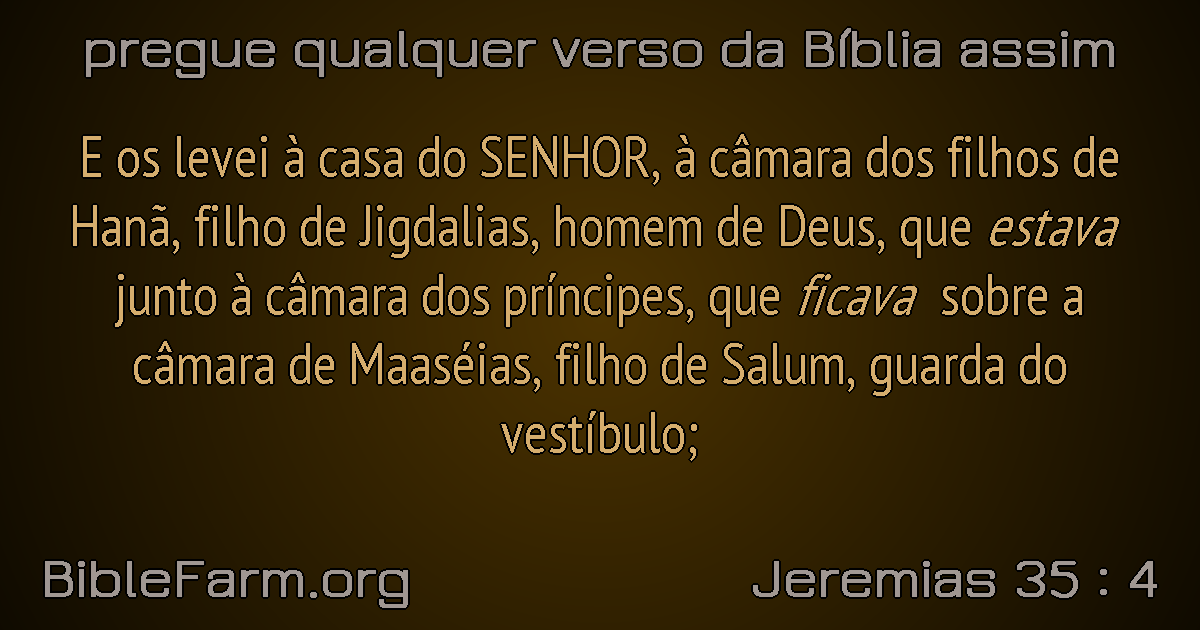 pregue qualquer verso da Bíblia assim
E os levei à casa do SENHOR, à câmara dos filhos de
Hanã, filho de Jigdalias, homem de Deus, que estava
junto à câmara dos príncipes, que ficava sobre a
câmara de Maaséias, filho de Salum, guarda do
vestíbulo;
BibleFarm.org
Jeremias 35 : 4